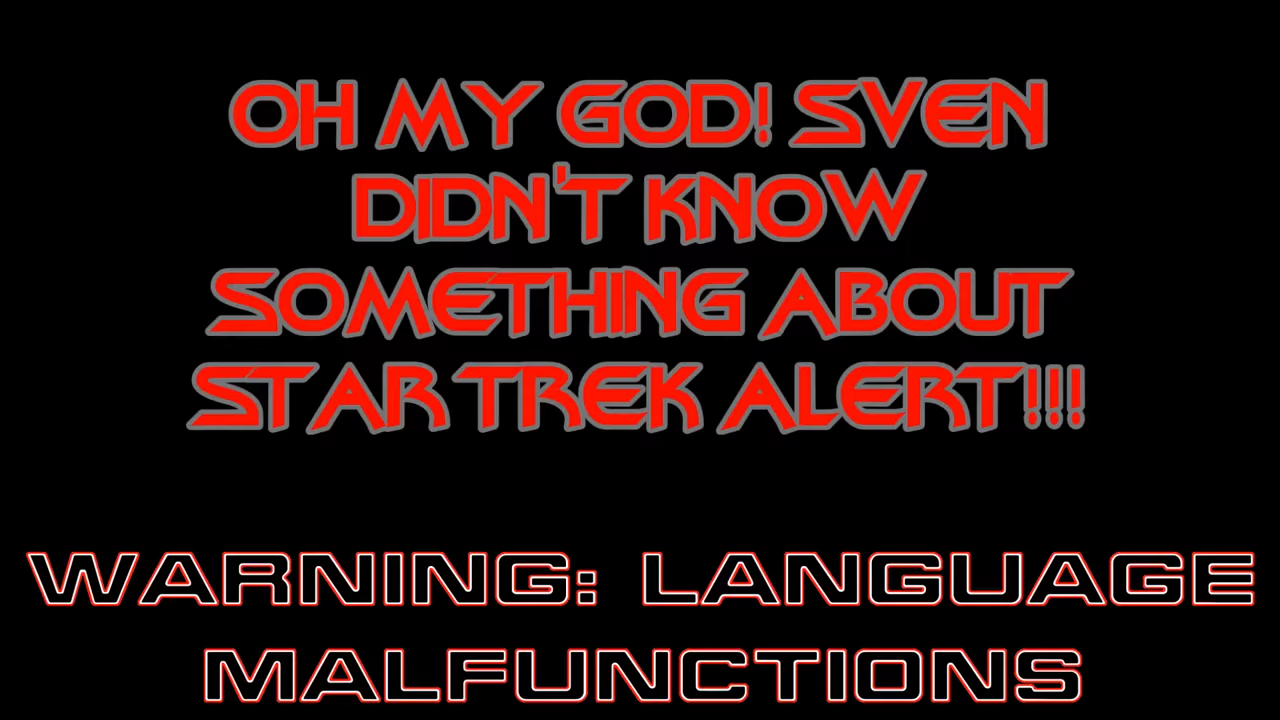 OH MY GOD! SVEN
DIDN'T KNOW
SOMETHING ABOUT
STAR TREK ALERT!!!
WARNING: LANGUAGE
MALFUNCTIONS